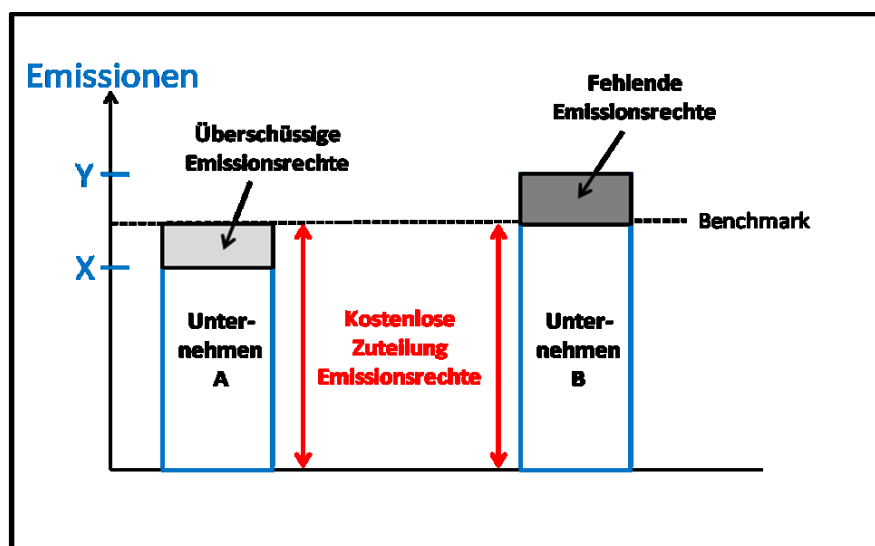 Emissionen
Fehlende
Emissionsrechte
Überschüssige
Emissionsrechte
Y
Benchmark
X
Unter-
nehmen
A
Kostenlose
Zuteilung
Emissionsrechte
Unter-
nehmen
B